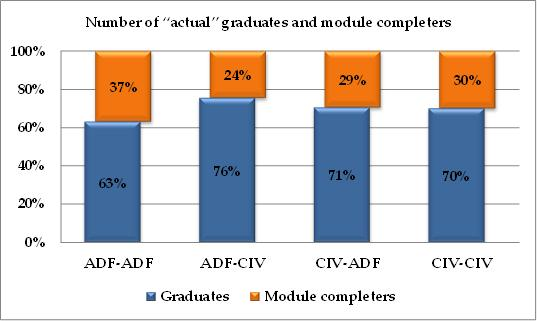 Number of “actual” graduates and module completers
100%
80%
60%
40%
20%
0%
37%
24%
29%
30%
63%
76%
71%
70%
ADF-ADF
ADF-CIV
CIV-ADF
CIV-CIV
Graduates
Module completers